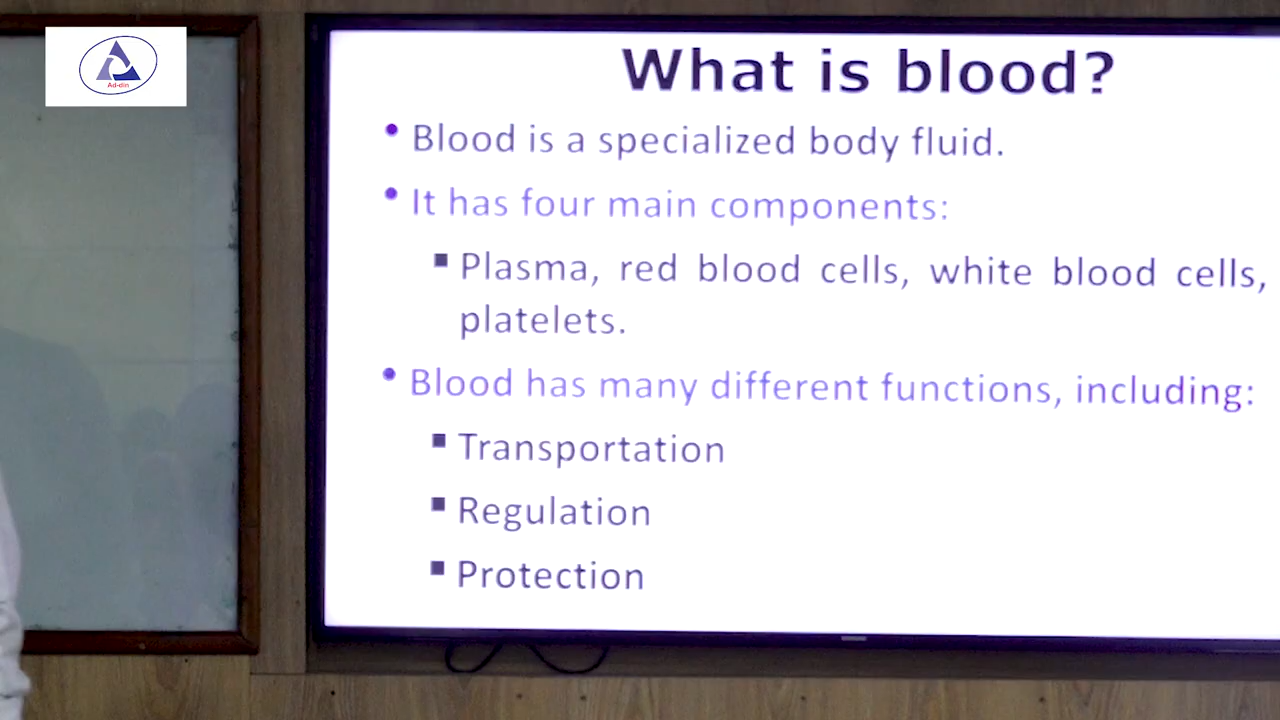 Ad-din
What is blood?
• Blood is a specialized body fluid.
• It has four main components:
▪ Plasma, red blood cells, white blood cells,
platelets.
• Blood has many different functions, including:
▪ Transportation
▪ Regulation
▪ Protection